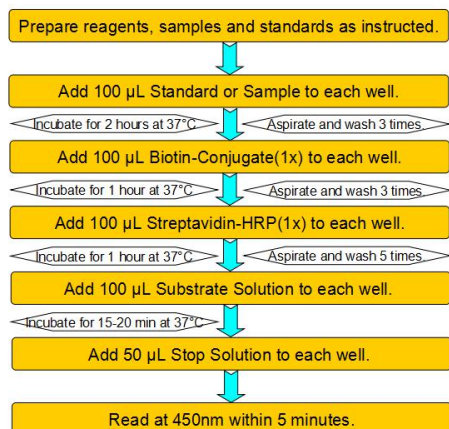 Prepare reagents, samples and standards as instructed.
Add 100 µL Standard or Sample to each well.
Incubate for 2 hours at 37°C
Aspirate and wash 3 times.
Add 100 µL Biotin-Conjugate(1x) to each well.
Incubate for 1 hour at 37°C
Aspirate and wash 3 times.
Add 100 µL Streptavidin-HRP(1x) to each well.
Incubate for 1 hour at 37°C
Aspirate and wash 5 times.
Add 100 µL Substrate Solution to each well.
Incubate for 15-20 min at 37°C
Add 50 µL Stop Solution to each well.
Read at 450nm within 5 minutes.